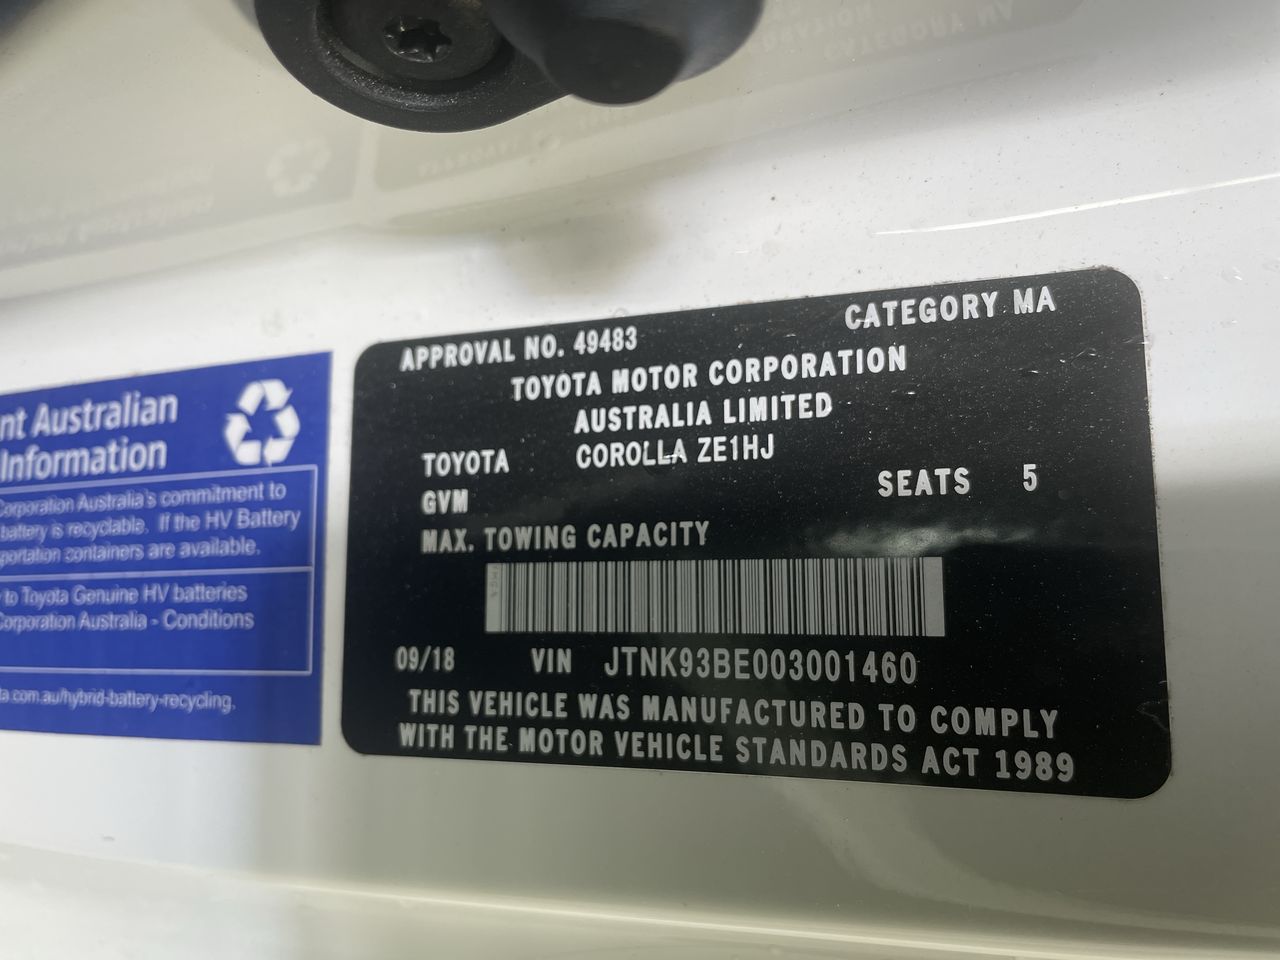 nt Australian
Information
Corporation Australia's commitment to
battery is recyclable. If the HV Battery
portation containers are available.
to Toyota Genuine HV batteries
Corporation Australia - Conditions
ta.com.au/hybrid-battery-recycling.
APPROVAL NO. 49483 CATEGORY MA
TOYOTA MOTOR CORPORATION
AUSTRALIA LIMITED
TOYOTA COROLLA ZE1HJ
GVM SEATS 5
MAX. TOWING CAPACITY
09/18 VIN JTNK93BE003001460
THIS VEHICLE WAS MANUFACTURED TO COMPLY
WITH THE MOTOR VEHICLE STANDARDS ACT 1989